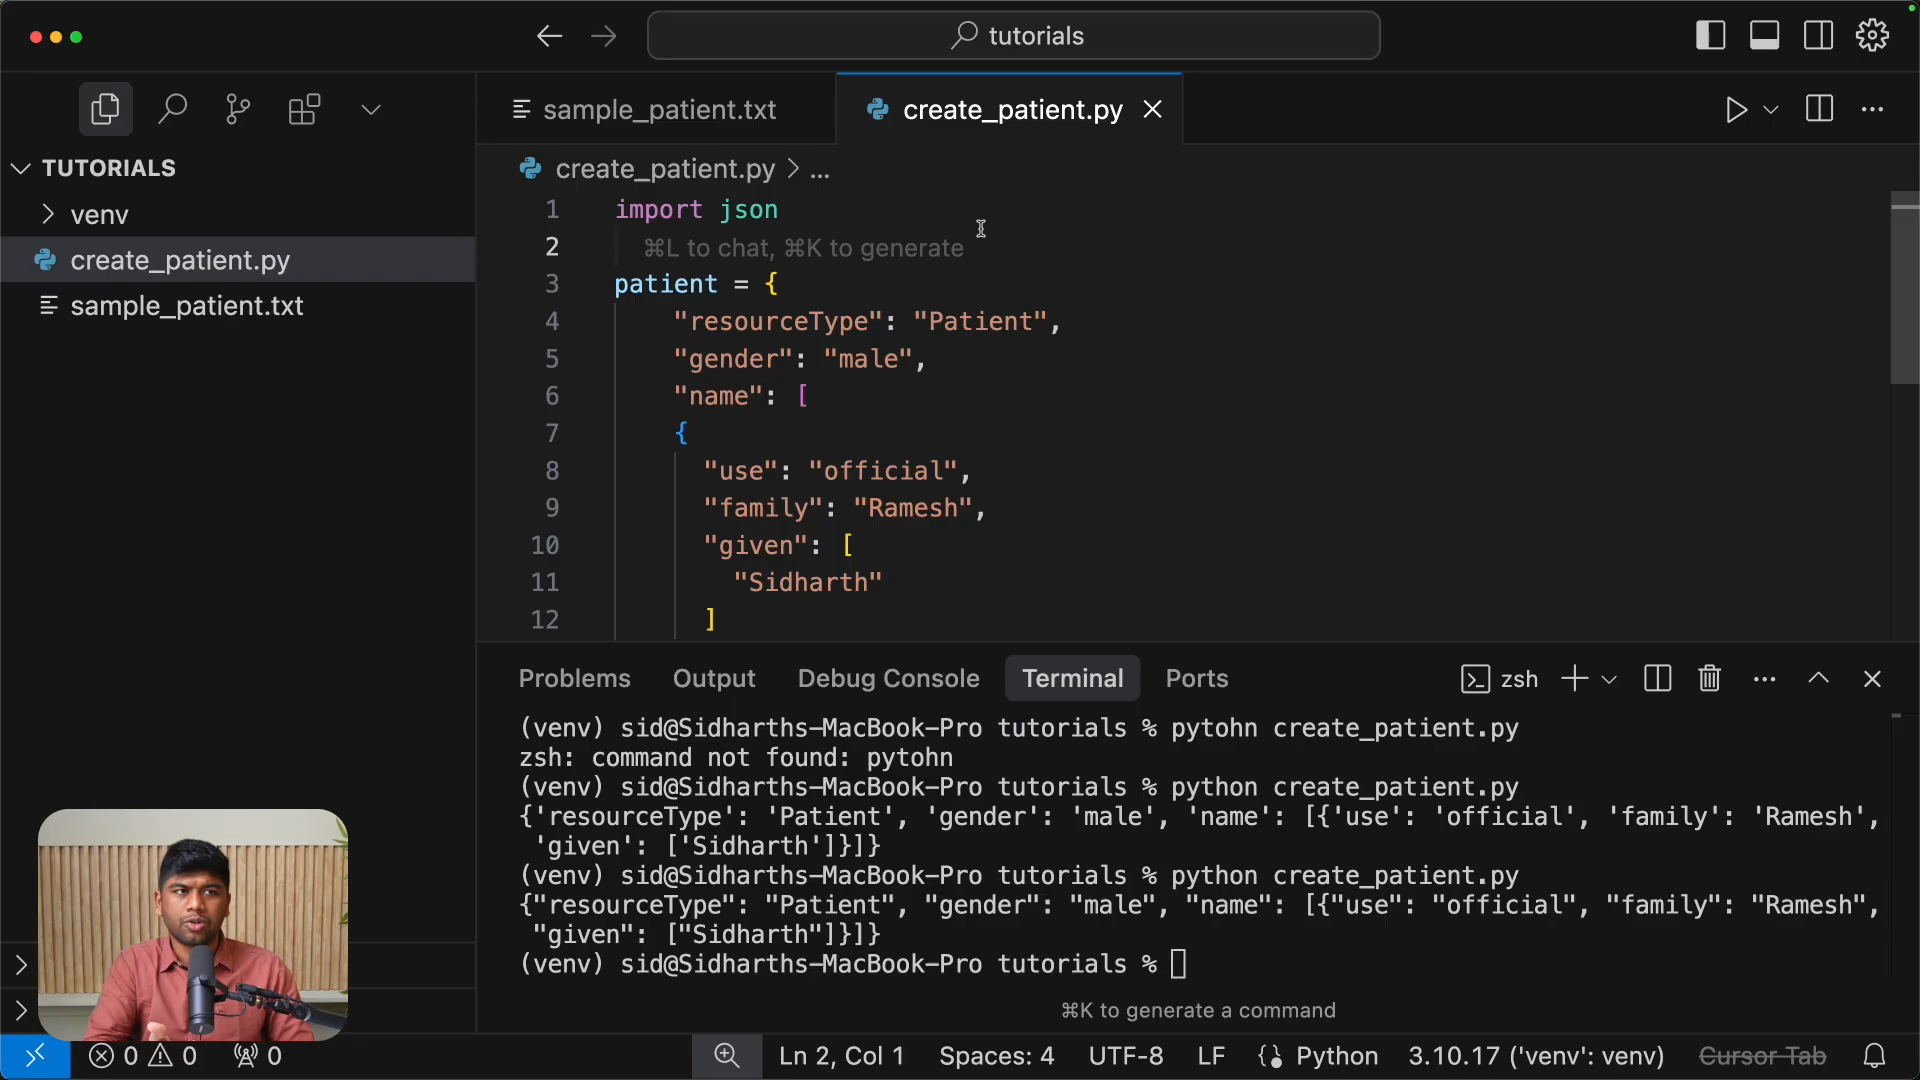 tutorials
sample_patient.txt
create_patient.py
TUTORIALS
venv
create_patient.py
sample_patient.txt
create_patient.py > ...
1 import json
2 ⌘L to chat, ⌘K to generate
3 patient = {
4 "resourceType": "Patient",
5 "gender": "male",
6 "name": [
7 {
8 "use": "official",
9 "family": "Ramesh",
10 "given": [
11 "Sidharth"
12 ]
Problems Output Debug Console Terminal Ports zsh
(venv) sid@Sidharths-MacBook-Pro tutorials % pytohn create_patient.py
zsh: command not found: pytohn
(venv) sid@Sidharths-MacBook-Pro tutorials % python create_patient.py
{'resourceType': 'Patient', 'gender': 'male', 'name': [{'use': 'official', 'family': 'Ramesh',
'given': ['Sidharth']}]}
(venv) sid@Sidharths-MacBook-Pro tutorials % python create_patient.py
{"resourceType": "Patient", "gender": "male", "name": [{"use": "official", "family": "Ramesh",
"given": ["Sidharth"]}]}
(venv) sid@Sidharths-MacBook-Pro tutorials %
⌘K to generate a command
0 0 0 Ln 2, Col 1 Spaces: 4 UTF-8 LF Python 3.10.17 ('venv': venv) Cursor Tab